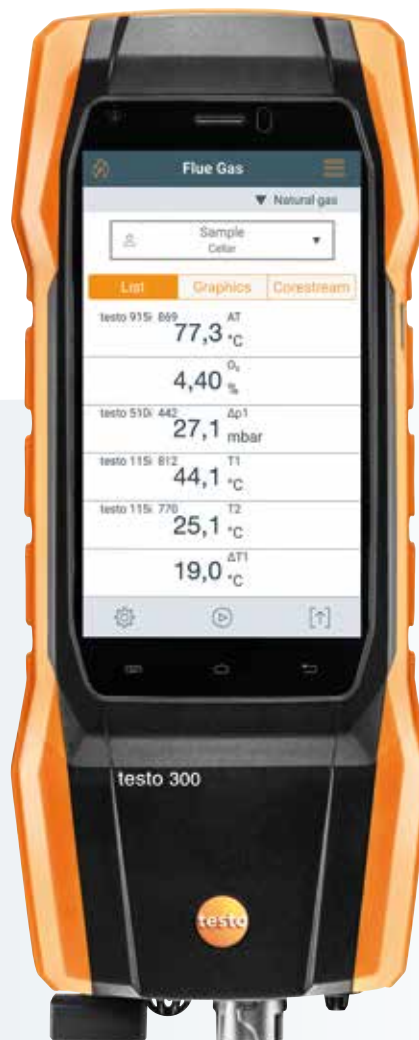 Flue Gas
▼ Natural gas
Sample
Cellar
List Graphics Corestream
testo 915i 869 AT
77,3 °C
O₂
4,40 %
testo 510i 442 Δp1
27,1 mbar
testo 115i 812 T1
44,1 °C
testo 115i 770 T2
25,1 °C
ΔT1
19,0 °C
testo 300
testo